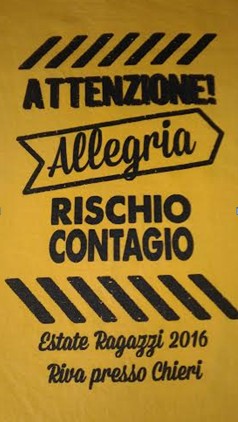 ATTENZIONE!
Allegria
RISCHIO
CONTAGIO
Estate Ragazzi 2016
Riva presso Chieri